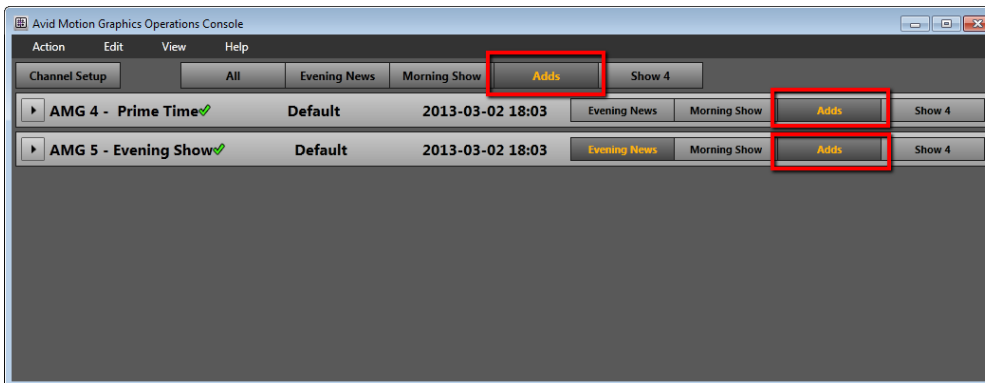 Avid Motion Graphics Operations Console
Action Edit View Help
Channel Setup All Evening News Morning Show Adds Show 4
AMG 4 - Prime Time Default 2013-03-02 18:03 Evening News Morning Show Adds Show 4
AMG 5 - Evening Show Default 2013-03-02 18:03 Evening News Morning Show Adds Show 4